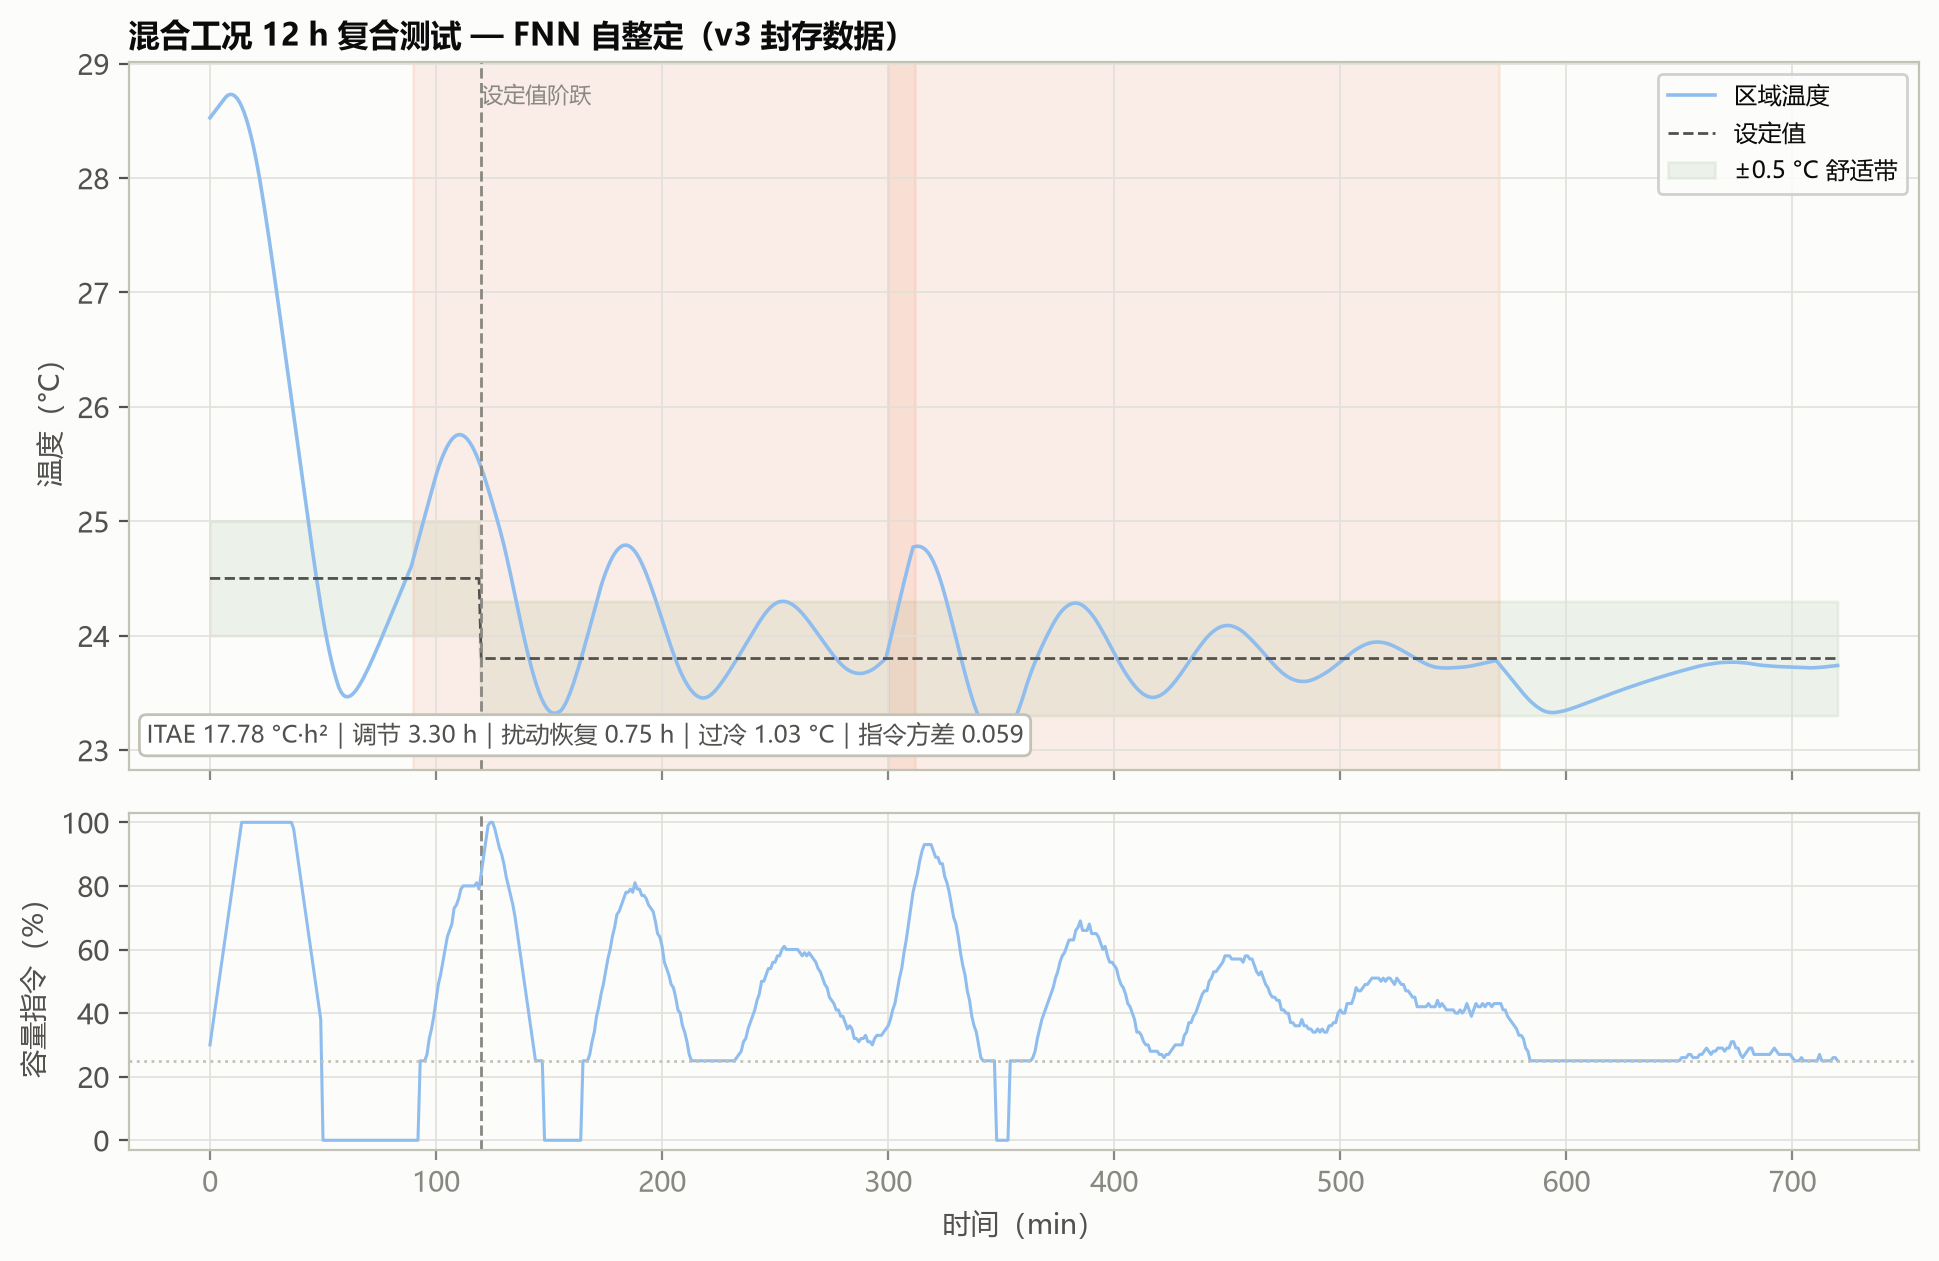 混合工况 12 h 复合测试 — FNN 自整定（v3 封存数据）
29
28
27
26
25
24
23
温度（°C）
设定值阶跃
区域温度
设定值
±0.5 °C 舒适带
ITAE 17.78 °C·h² | 调节 3.30 h | 扰动恢复 0.75 h | 过冷 1.03 °C | 指令方差 0.059
100
80
60
40
20
0
容量指令（%）
0 100 200 300 400 500 600 700
时间（min）